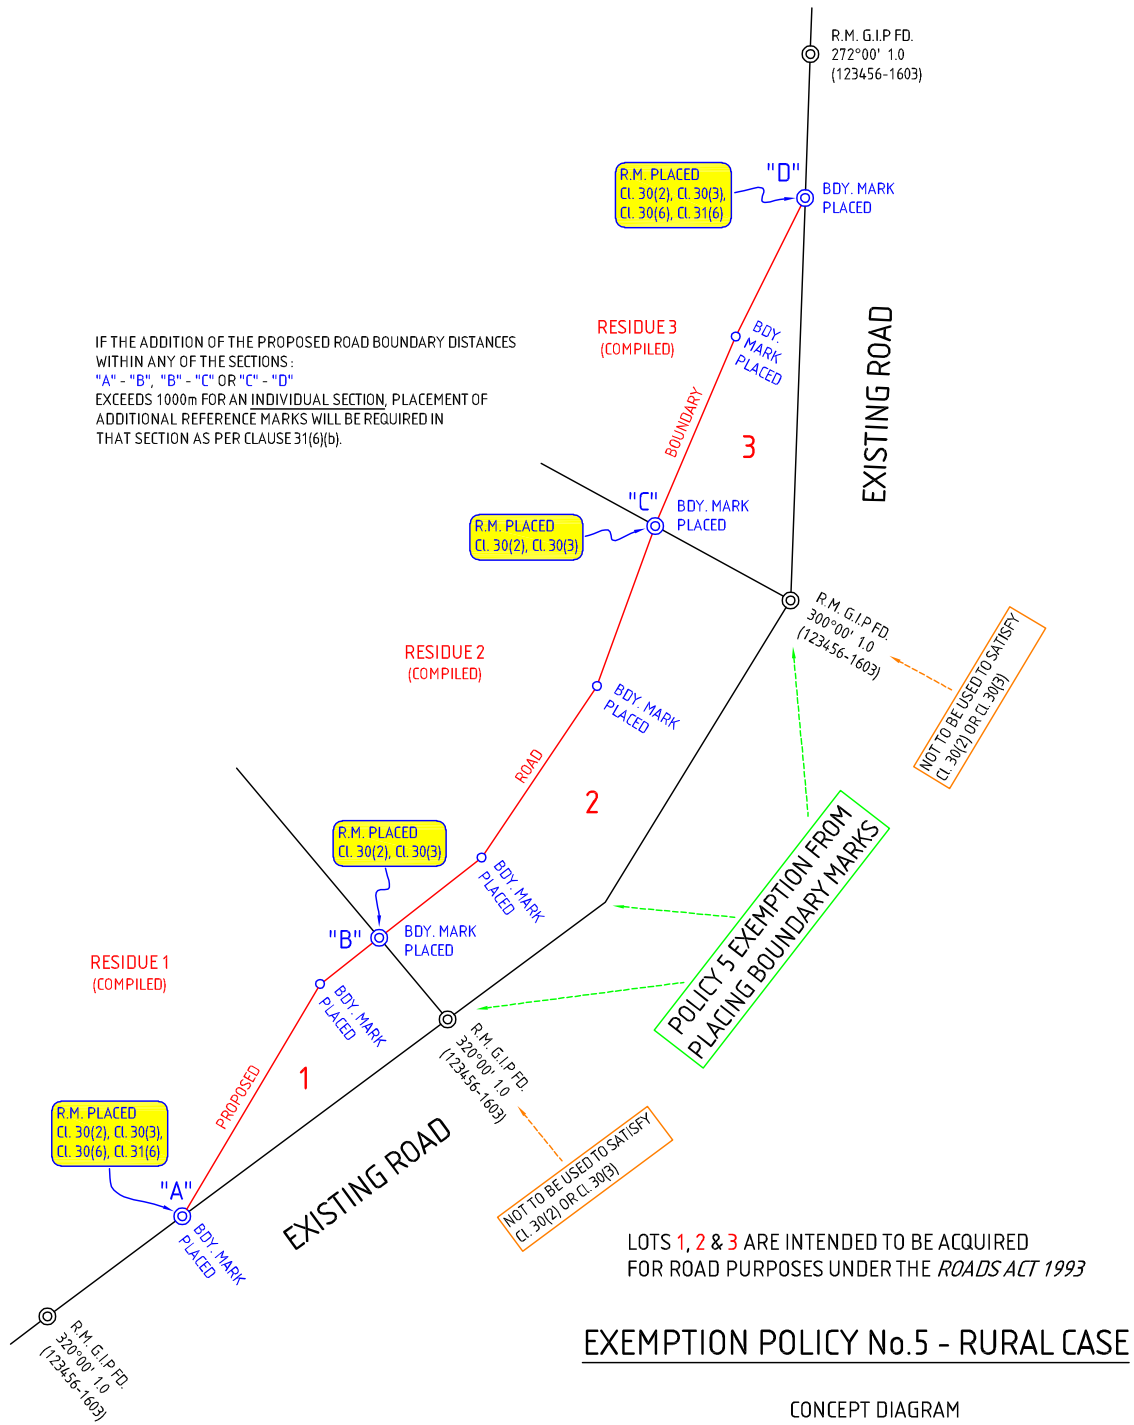 R.M. G.I.P FD.
272°00' 1.0
(123456-1603)
"D"
R.M. PLACED
Cl. 30(2), Cl. 30(3),
Cl. 30(6), Cl. 31(6)
BDY. MARK
PLACED
RESIDUE 3
(COMPILED)
BDY.
MARK
PLACED
EXISTING ROAD
IF THE ADDITION OF THE PROPOSED ROAD BOUNDARY DISTANCES
WITHIN ANY OF THE SECTIONS :
"A" - "B", "B" - "C" OR "C" - "D"
EXCEEDS 1000m FOR AN INDIVIDUAL SECTION, PLACEMENT OF
ADDITIONAL REFERENCE MARKS WILL BE REQUIRED IN
THAT SECTION AS PER CLAUSE 31(6)(b).
BOUNDARY
3
"C"
BDY. MARK
PLACED
R.M. PLACED
Cl. 30(2), Cl. 30(3)
R.M. G.I.P FD.
300°00' 1.0
(123456-1603)
NOT TO BE USED TO SATISFY
Cl. 30(2) OR Cl. 30(3)
RESIDUE 2
(COMPILED)
BDY. MARK
PLACED
ROAD
2
POLICY 5 EXEMPTION FROM
PLACING BOUNDARY MARKS
R.M. PLACED
Cl. 30(2), Cl. 30(3)
BDY. MARK
PLACED
"B"
BDY. MARK
PLACED
RESIDUE 1
(COMPILED)
BDY. MARK
PLACED
R.M. G.I.P FD.
320°00' 1.0
(123456-1603)
PROPOSED
1
R.M. PLACED
Cl. 30(2), Cl. 30(3),
Cl. 30(6), Cl. 31(6)
NOT TO BE USED TO SATISFY
Cl. 30(2) OR Cl. 30(3)
EXISTING ROAD
"A"
BDY. MARK
PLACED
LOTS 1, 2 & 3 ARE INTENDED TO BE ACQUIRED
FOR ROAD PURPOSES UNDER THE ROADS ACT 1993
R.M. G.I.P FD.
320°00' 1.0
(123456-1603)
EXEMPTION POLICY No.5 - RURAL CASE
CONCEPT DIAGRAM